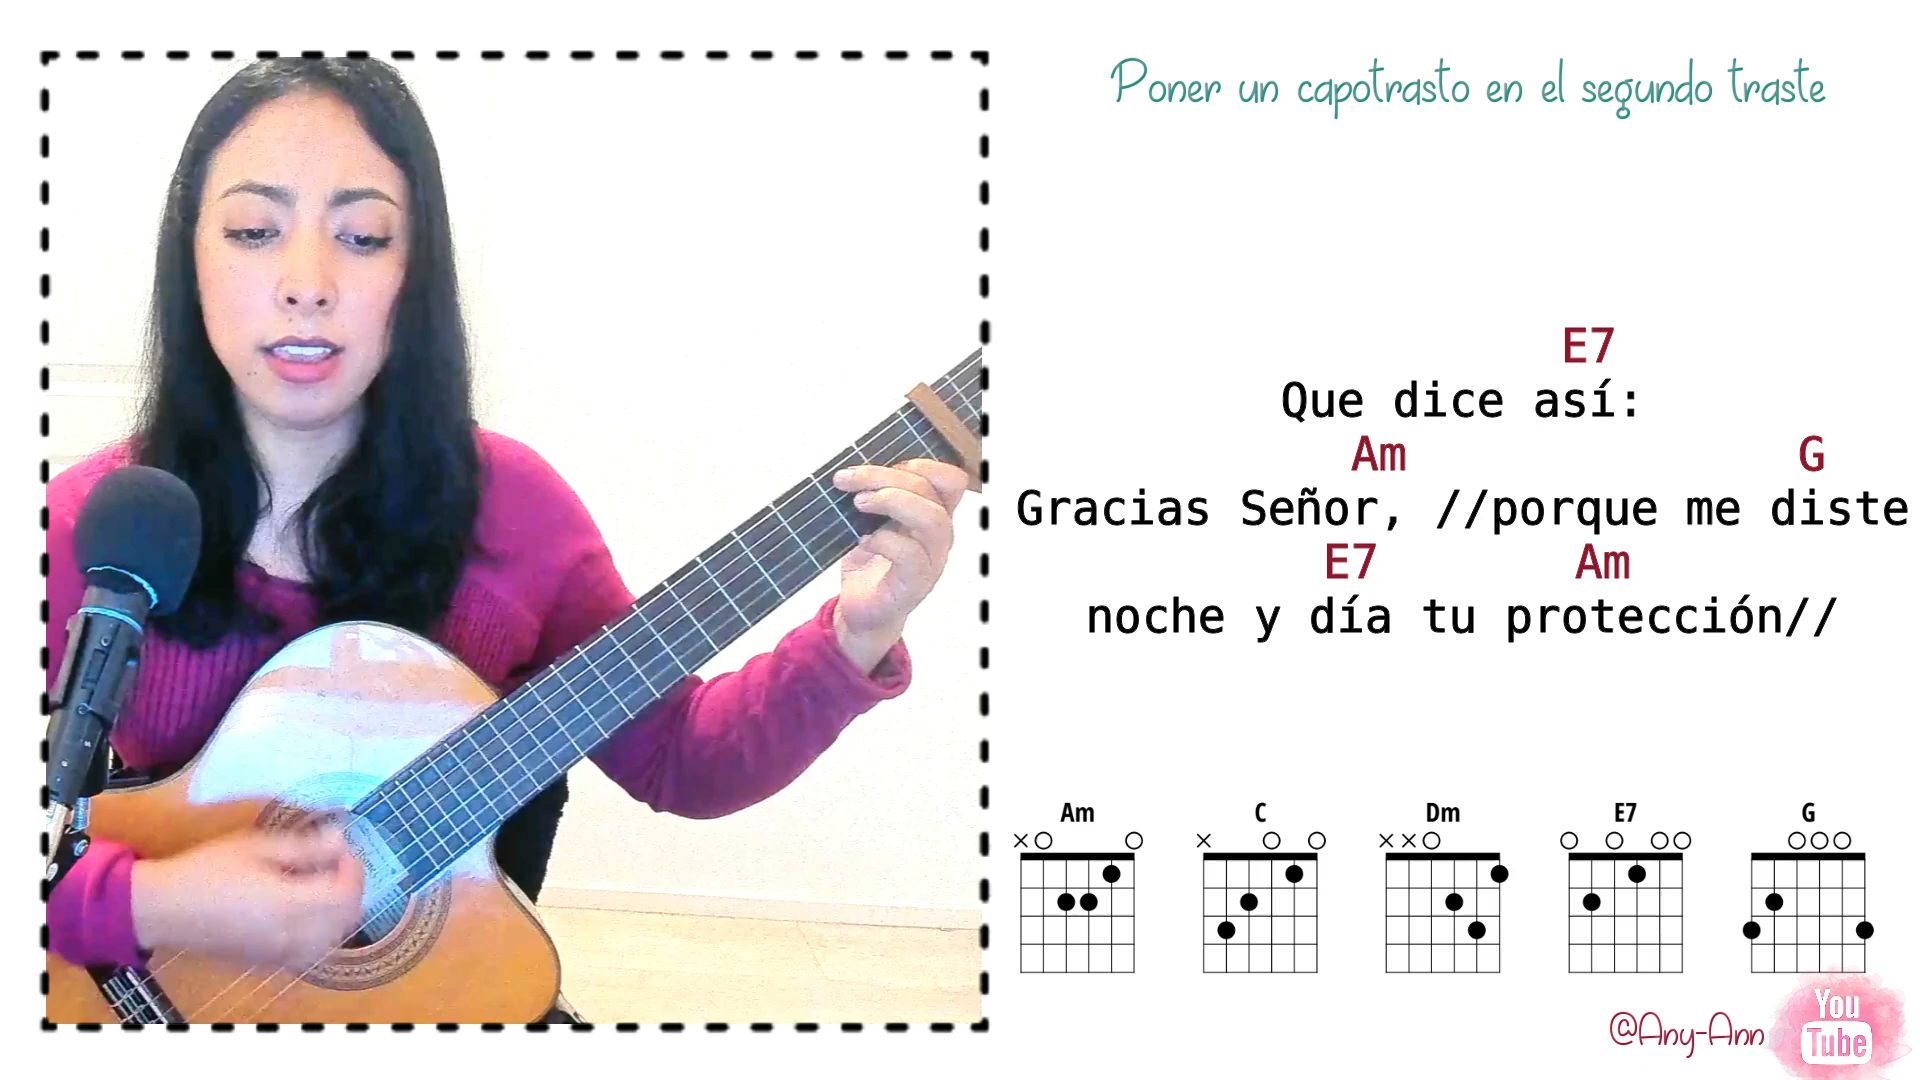 Poner un capotrasto en el segundo traste
E7
Que dice así:
Am G
Gracias Señor, //porque me diste
E7 Am
noche y día tu protección//
Am C Dm E7 G
@Any-Ann
You
Tube